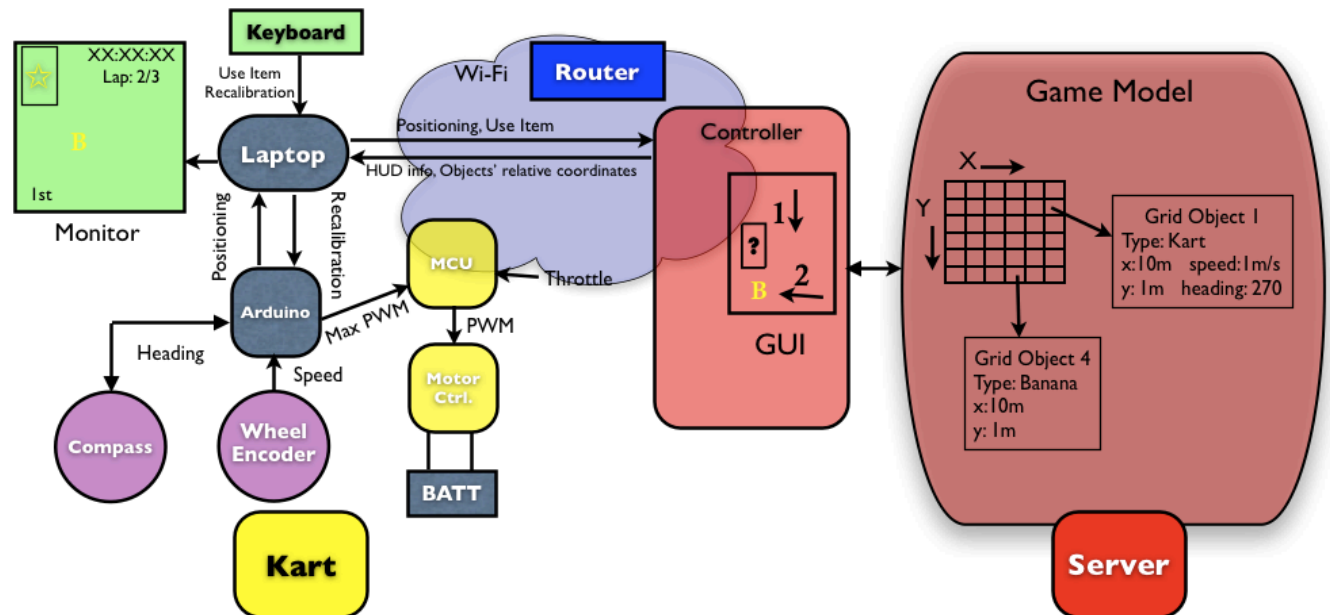 Keyboard
XX:XX:XX
Lap: 2/3
B
1st
Monitor
Use Item
Recalibration
Laptop
Wi-Fi
Router
Positioning, Use Item
HUD info, Objects' relative coordinates
Positioning
Recalibration
Arduino
Max PWM
MCU
Throttle
PWM
Motor
Ctrl.
BATT
Heading
Speed
Compass
Wheel
Encoder
Kart
Controller
1
?
B
2
GUI
Game Model
X
Y
Grid Object 1
Type: Kart
x:10m speed:1m/s
y: 1m heading: 270
Grid Object 4
Type: Banana
x:10m
y: 1m
Server